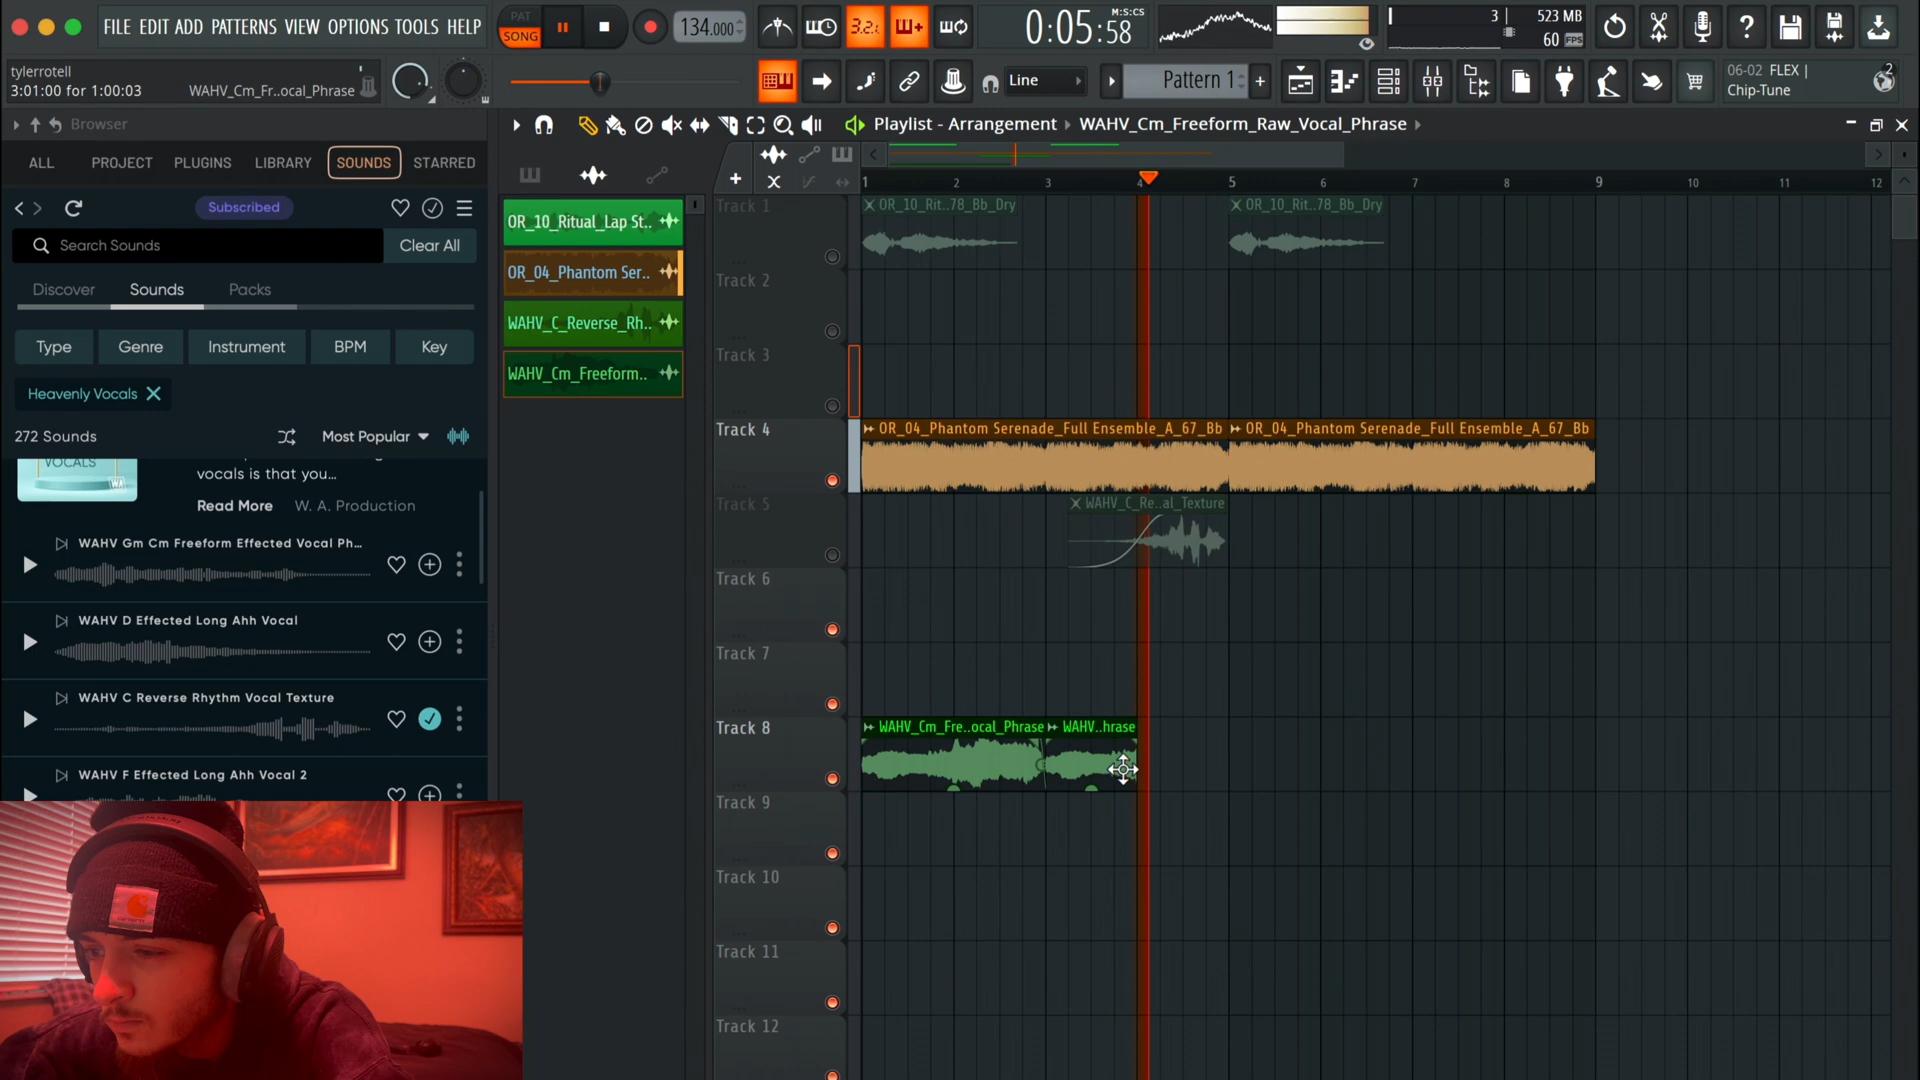 FILE EDIT ADD PATTERNS VIEW OPTIONS TOOLS HELP
PAT
SONG
134.000
3.2.
0:05:58
M:S:CS
3
523 MB
60 FPS
tylerrotell
3:01:00 for 1:00:03
WAHV_Cm_Fr..ocal_Phrase
Line
Pattern 1
06-02 FLEX |
Chip-Tune
2
Browser
Playlist - Arrangement
WAHV_Cm_Freeform_Raw_Vocal_Phrase
ALL
PROJECT
PLUGINS
LIBRARY
SOUNDS
STARRED
Subscribed
Search Sounds
Clear All
Discover
Sounds
Packs
Type
Genre
Instrument
BPM
Key
Heavenly Vocals
272 Sounds
Most Popular
VOCALS
WA
vocals is that you...
Read More
W. A. Production
WAHV Gm Cm Freeform Effected Vocal Ph...
WAHV D Effected Long Ahh Vocal
WAHV C Reverse Rhythm Vocal Texture
WAHV F Effected Long Ahh Vocal 2
OR_10_Ritual_Lap St..
OR_04_Phantom Ser..
WAHV_C_Reverse_Rh..
WAHV_Cm_Freeform..
1 2 3 4 5 6 7 8 9 10 11 12
Track 1
OR_10_Rit..78_Bb_Dry
OR_10_Rit..78_Bb_Dry
Track 2
Track 3
Track 4
OR_04_Phantom Serenade_Full Ensemble_A_67_Bb
OR_04_Phantom Serenade_Full Ensemble_A_67_Bb
Track 5
WAHV_C_Re..al_Texture
Track 6
Track 7
Track 8
WAHV_Cm_Fre..ocal_Phrase
WAHV..hrase
Track 9
Track 10
Track 11
Track 12